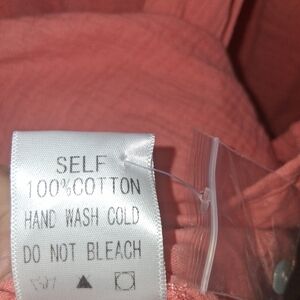 SELF
100%COTTON
HAND WASH COLD
DO NOT BLEACH